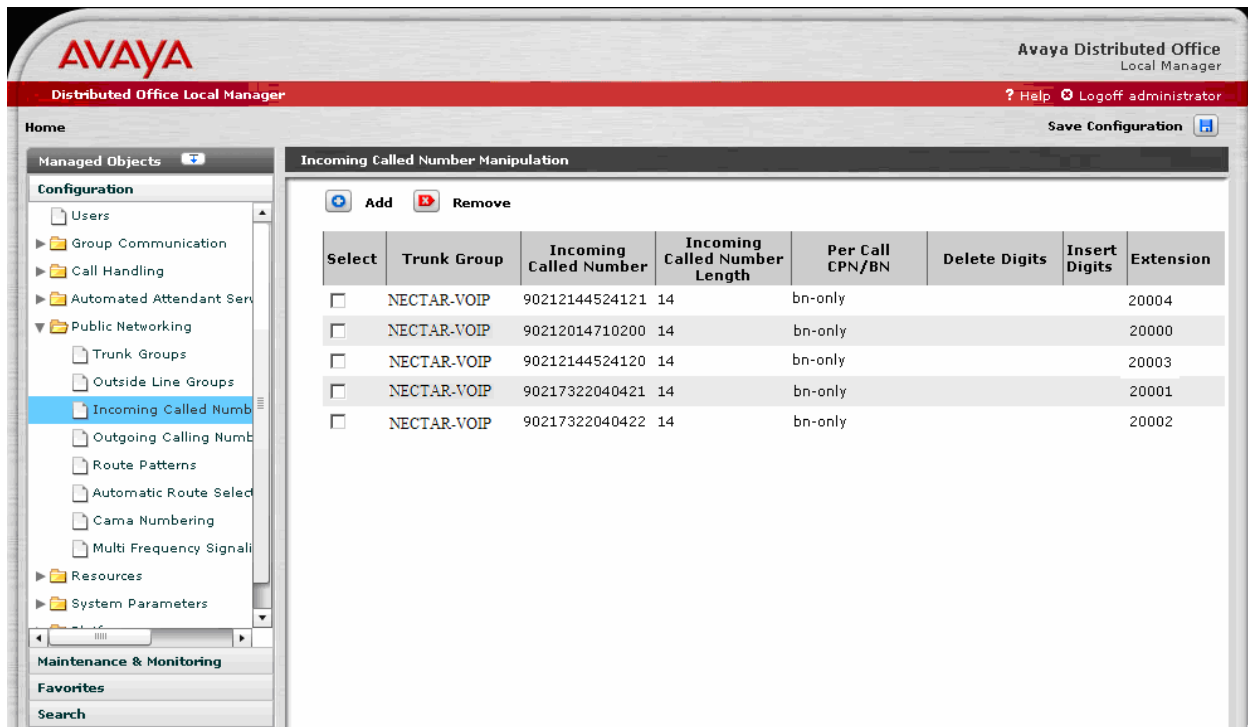 AVAYA
Avaya Distributed Office
Local Manager
Distributed Office Local Manager
? Help Logoff administrator
Home
Save Configuration
Managed Objects
Configuration
Users
Group Communication
Call Handling
Automated Attendant Serv
Public Networking
Trunk Groups
Outside Line Groups
Incoming Called Numb
Outgoing Calling Numb
Route Patterns
Automatic Route Select
Cama Numbering
Multi Frequency Signali
Resources
System Parameters
Maintenance & Monitoring
Favorites
Search
Incoming Called Number Manipulation
Add Remove
Select Trunk Group Incoming Called Number Incoming Called Number Length Per Call CPN/BN Delete Digits Insert Digits Extension
NECTAR-VOIP 90212144524121 14 bn-only 20004
NECTAR-VOIP 90212014710200 14 bn-only 20000
NECTAR-VOIP 90212144524120 14 bn-only 20003
NECTAR-VOIP 90217322040421 14 bn-only 20001
NECTAR-VOIP 90217322040422 14 bn-only 20002